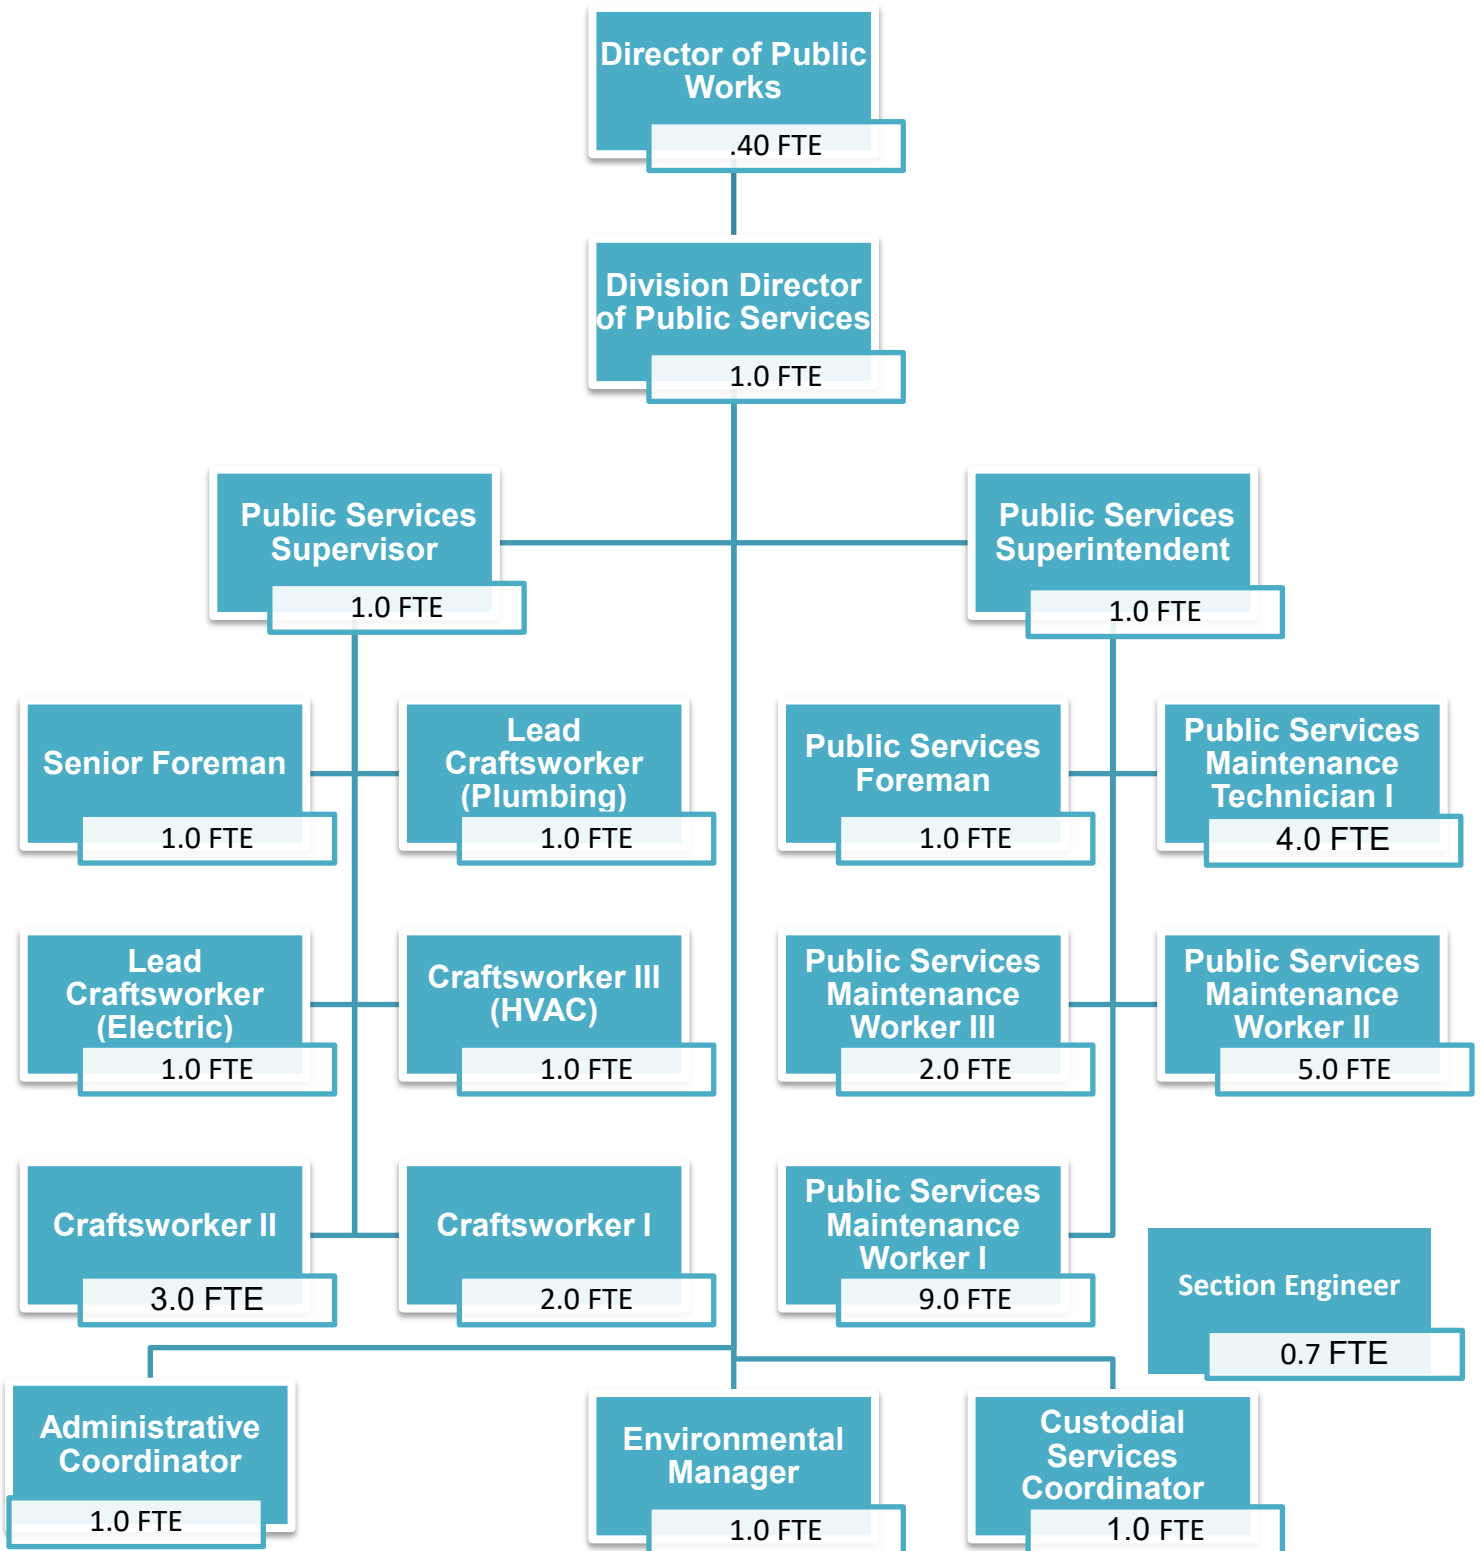 Director of Public
Works
.40 FTE
Division Director
of Public Services
1.0 FTE
Public Services
Supervisor
1.0 FTE
Public Services
Superintendent
1.0 FTE
Senior Foreman
1.0 FTE
Lead
Craftsworker
(Plumbing)
1.0 FTE
Public Services
Foreman
1.0 FTE
Public Services
Maintenance
Technician I
4.0 FTE
Lead
Craftsworker
(Electric)
1.0 FTE
Craftsworker III
(HVAC)
1.0 FTE
Public Services
Maintenance
Worker III
2.0 FTE
Public Services
Maintenance
Worker II
5.0 FTE
Craftsworker II
3.0 FTE
Craftsworker I
2.0 FTE
Public Services
Maintenance
Worker I
9.0 FTE
Section Engineer
0.7 FTE
Administrative
Coordinator
1.0 FTE
Environmental
Manager
1.0 FTE
Custodial
Services
Coordinator
1.0 FTE